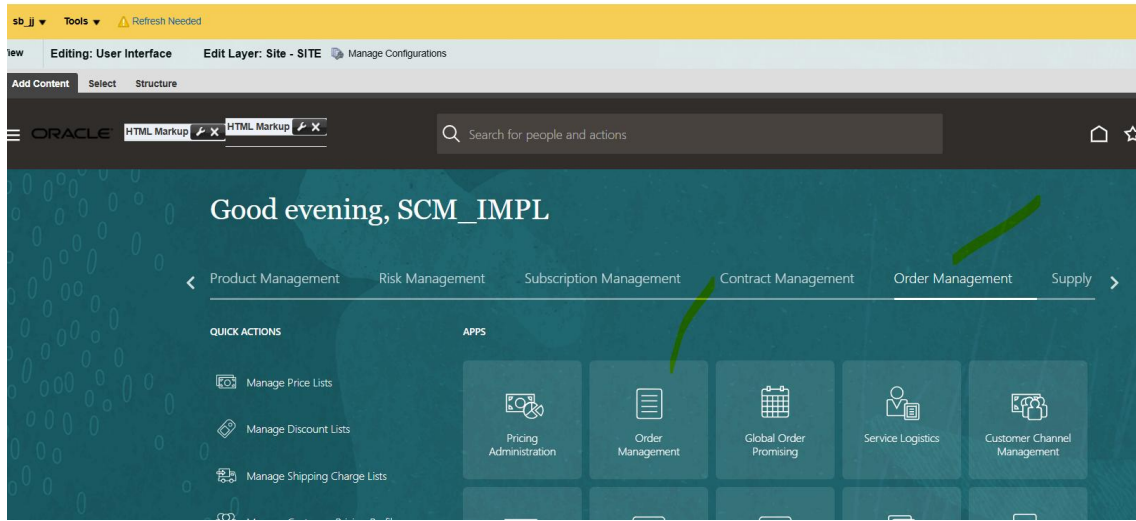 sb_jj Tools Refresh Needed
Editing: User Interface Edit Layer: Site - SITE Manage Configurations
Add Content Select Structure
ORACLE HTML Markup HTML Markup Search for people and actions
Good evening, SCM_IMPL
Product Management Risk Management Subscription Management Contract Management Order Management Supply
QUICK ACTIONS APPS
Manage Price Lists
Manage Discount Lists
Manage Shipping Charge Lists
Pricing
Administration
Order
Management
Global Order
Promising
Service Logistics
Customer Channel
Management